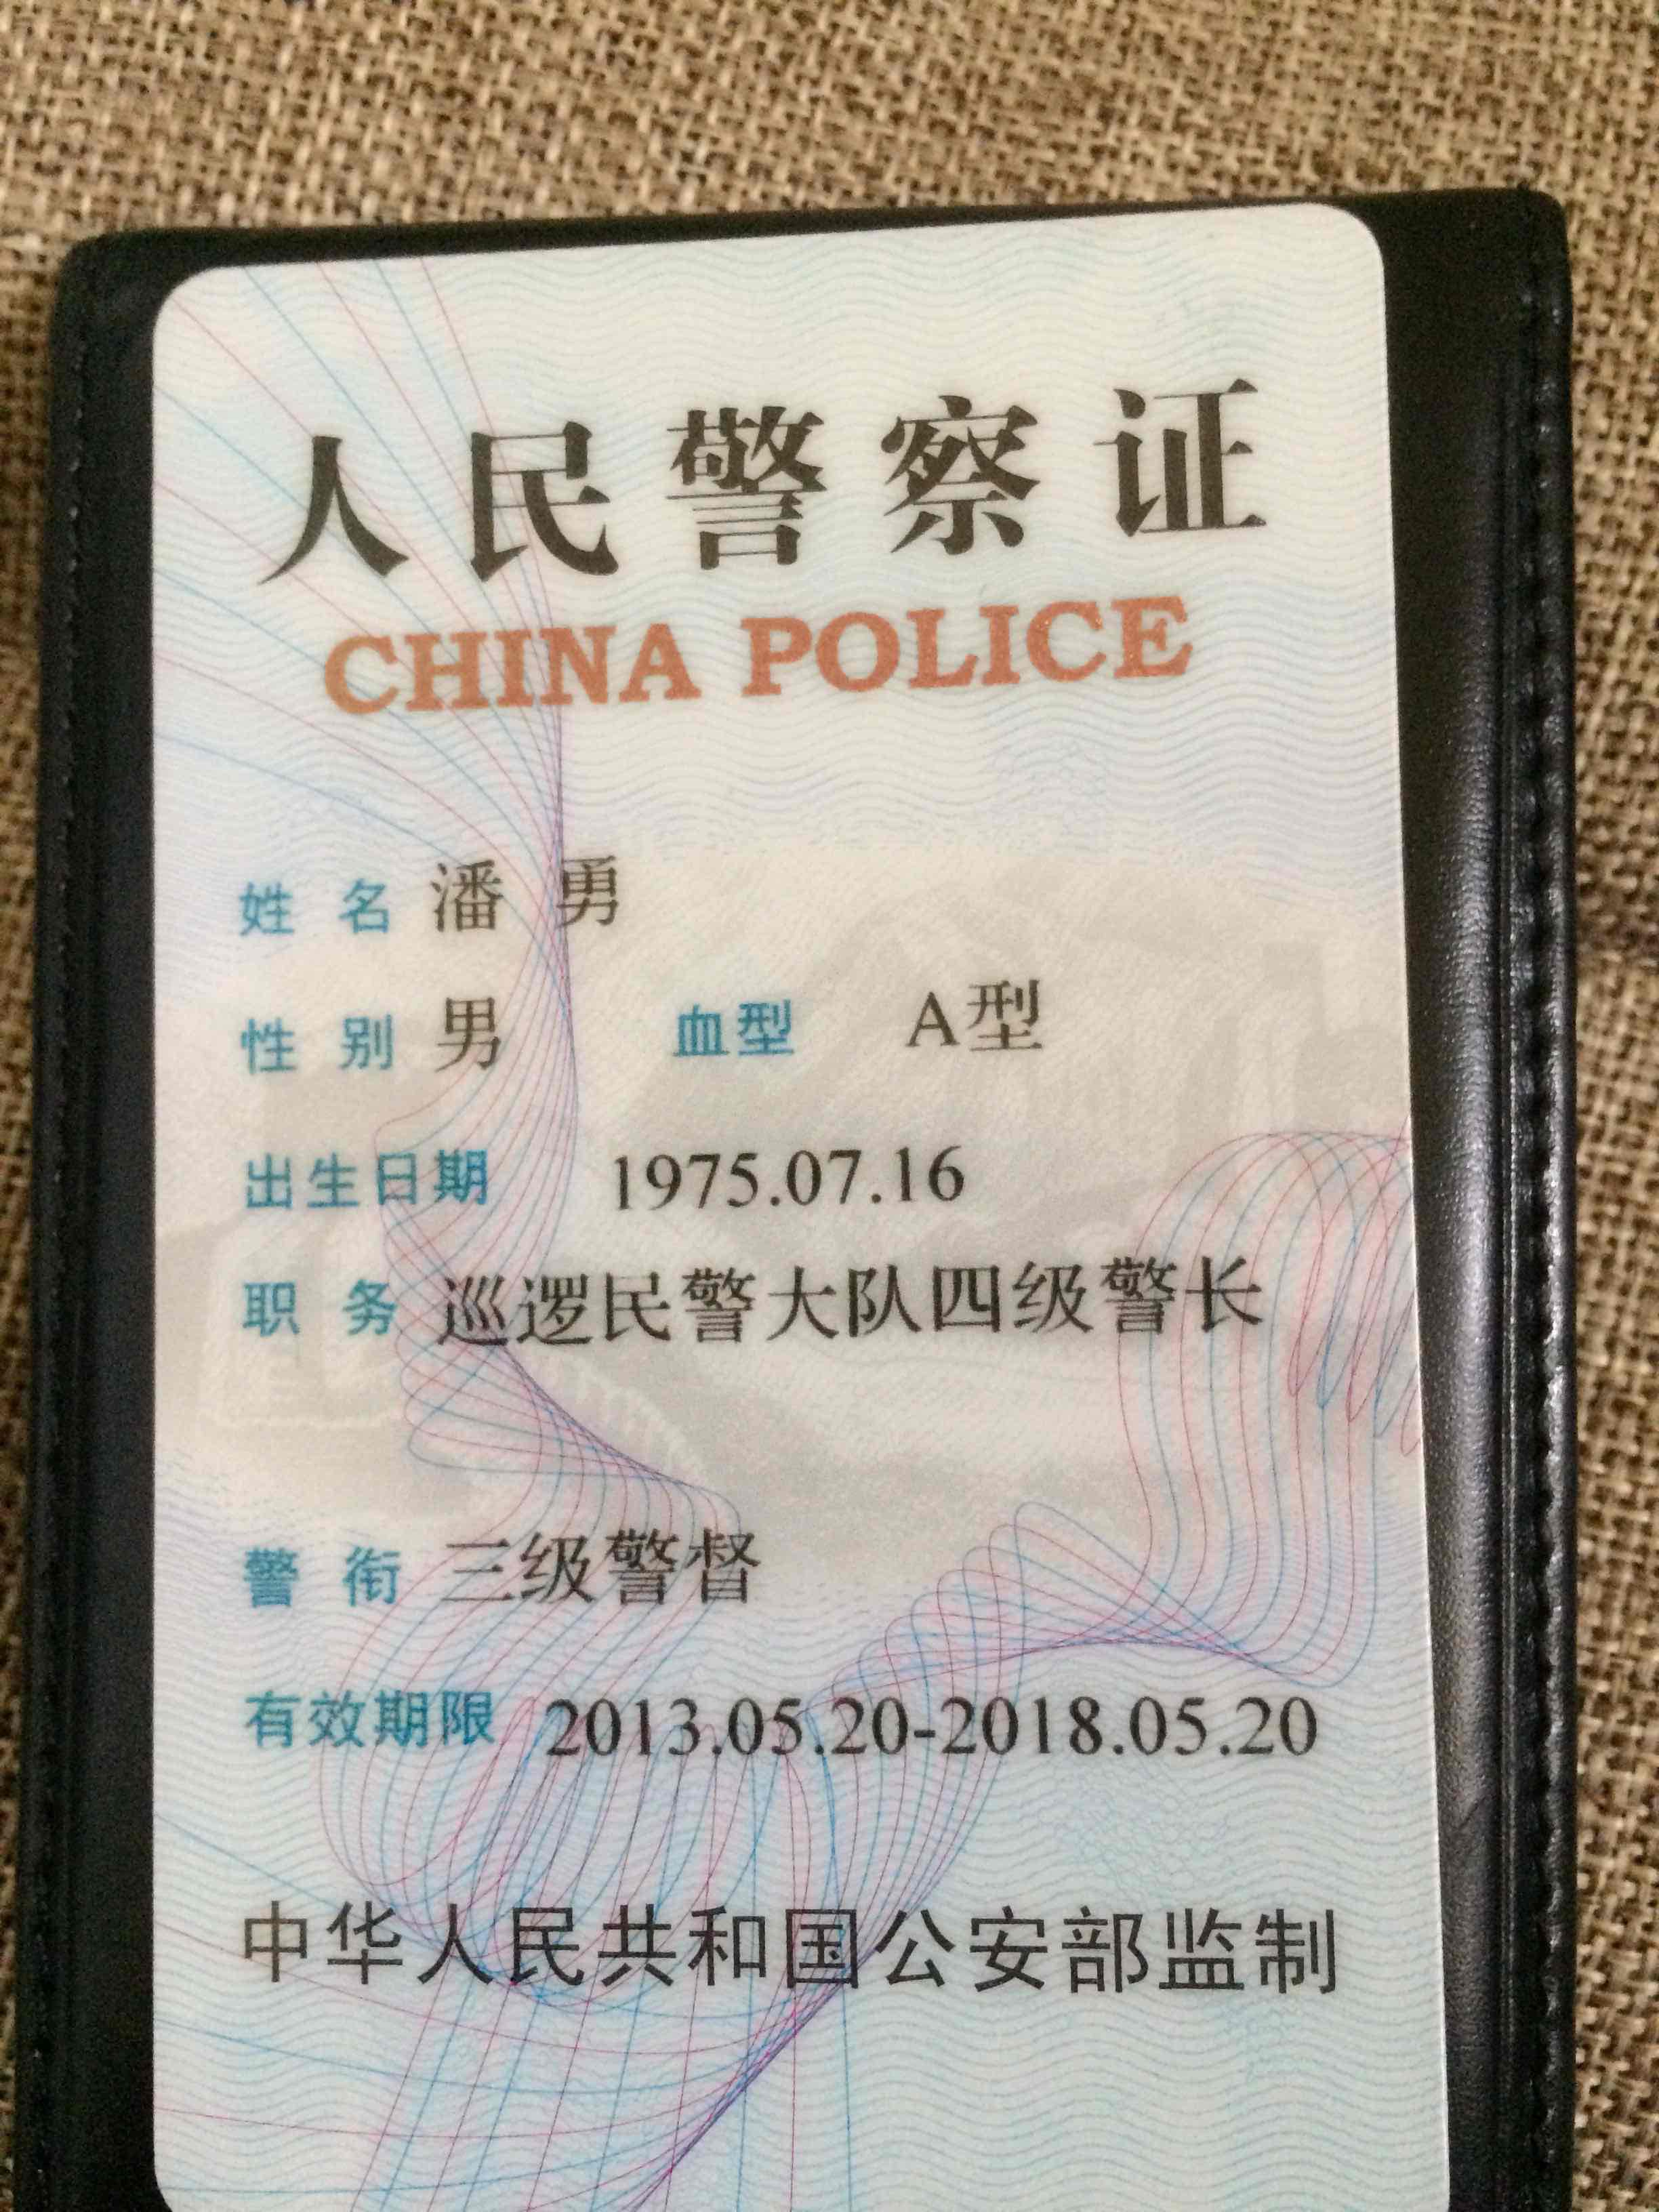 人民警察证
CHINA POLICE
姓名 潘勇
性别 男 血型 A型
出生日期 1975.07.16
职务 巡逻民警大队四级警长
警衔 三级警督
有效期限 2013.05.20-2018.05.20
中华人民共和国公安部监制